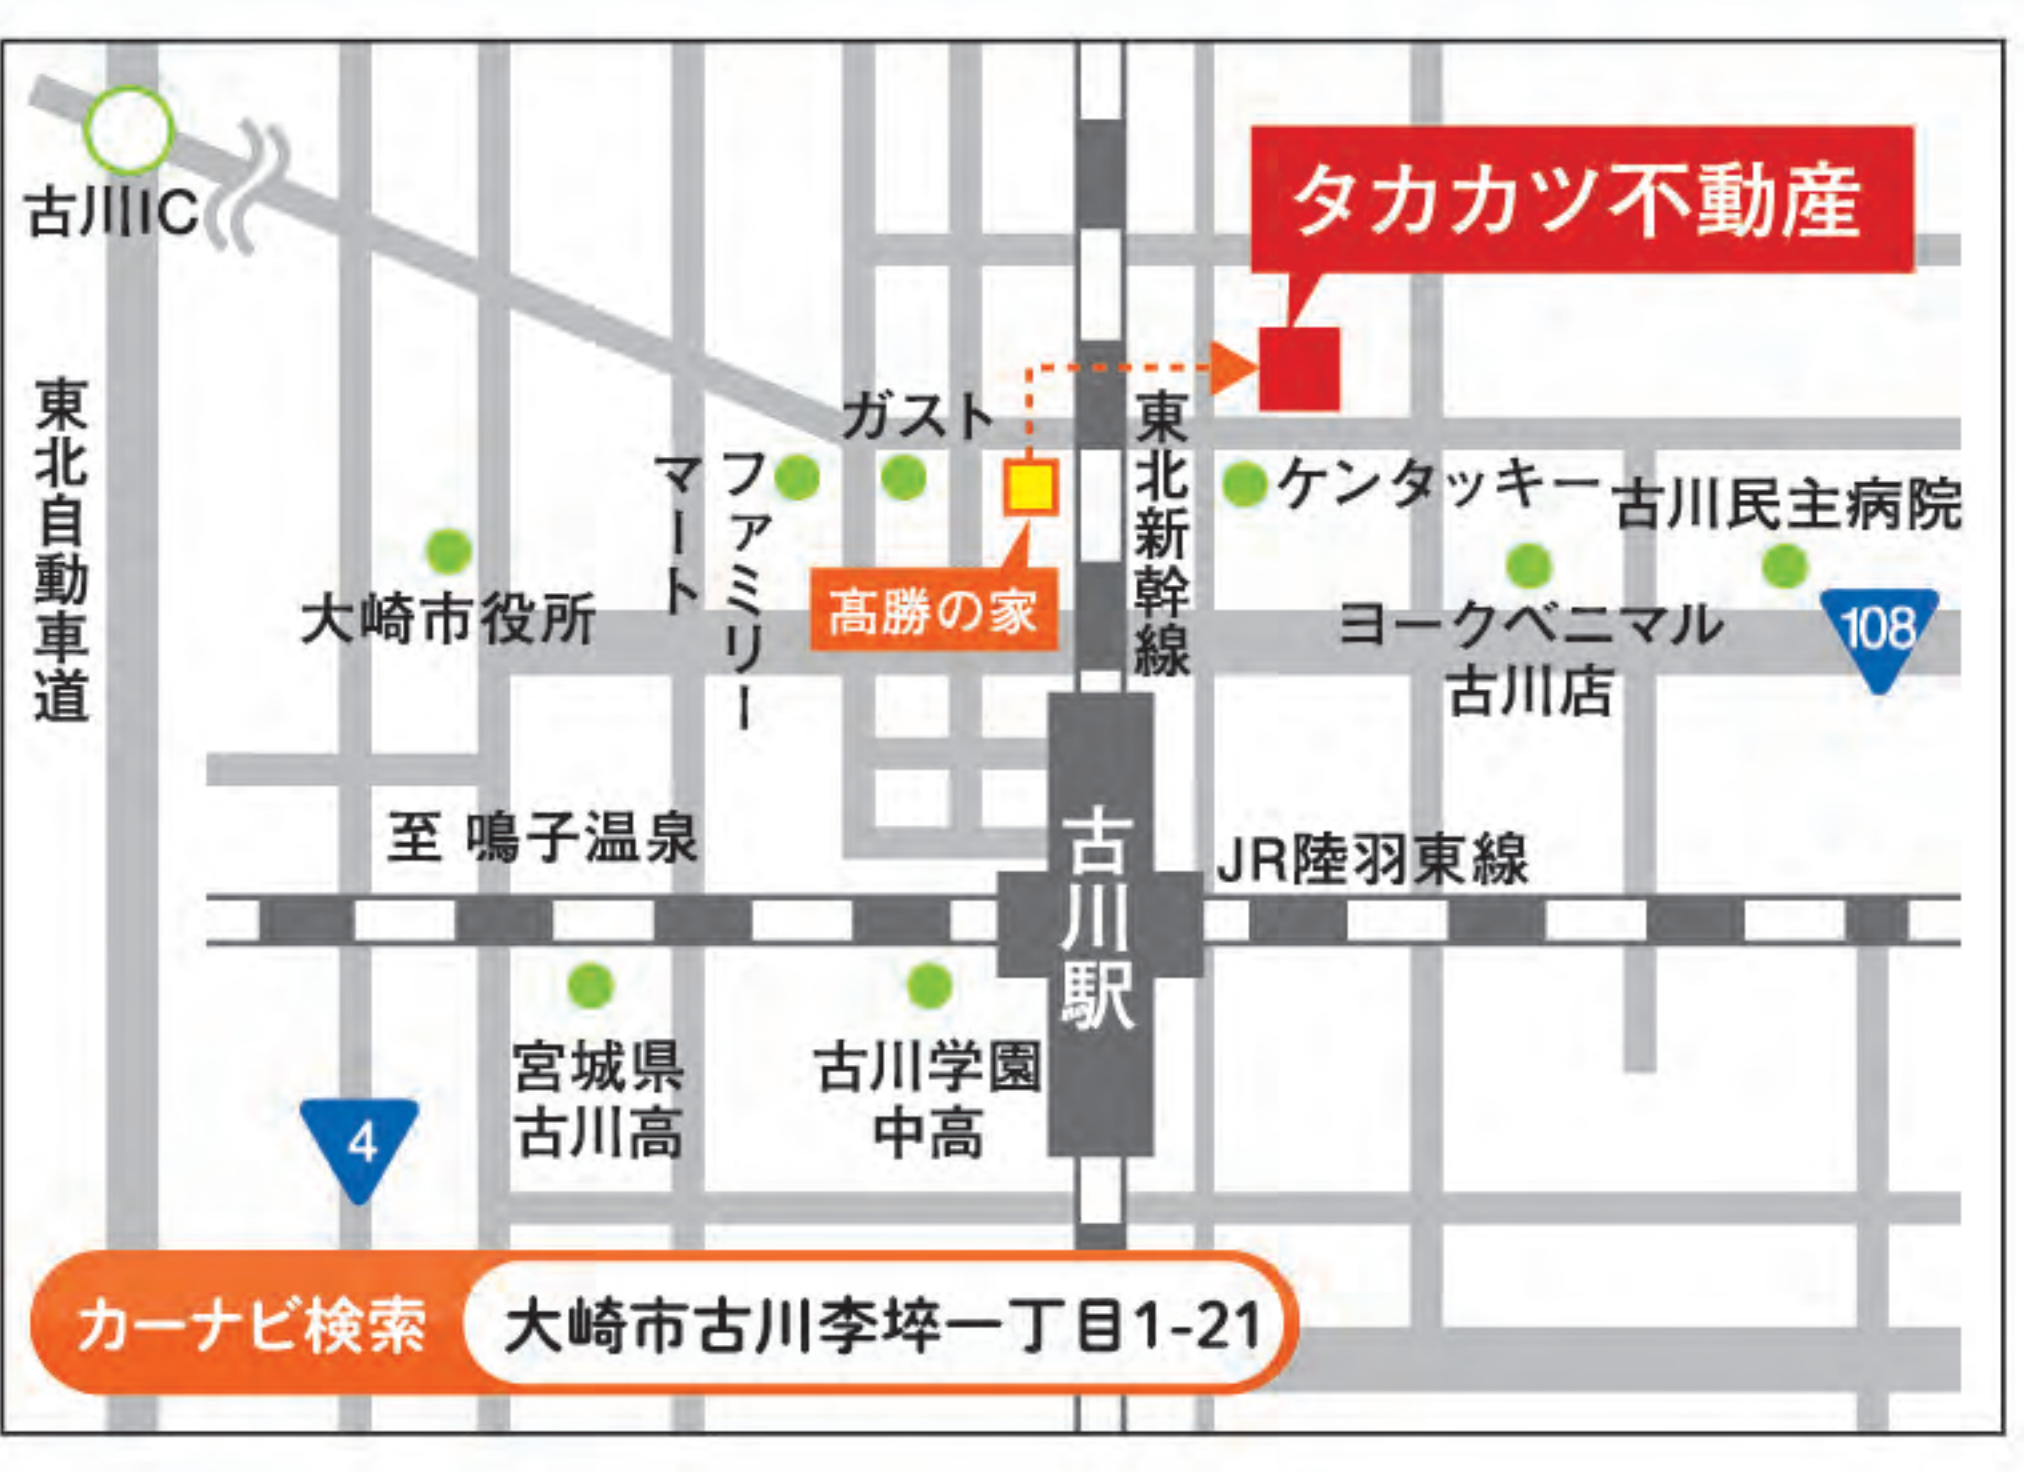 古川IC
タカカツ不動産
東北自動車道
ガスト
ファミリー
マート
東北新幹線
ケンタッキー
古川民主病院
大崎市役所
髙勝の家
ヨークベニマル
古川店
108
至 鳴子温泉
JR陸羽東線
古川駅
宮城県
古川高
古川学園
中高
4
カーナビ検索
大崎市古川李埣一丁目1-21